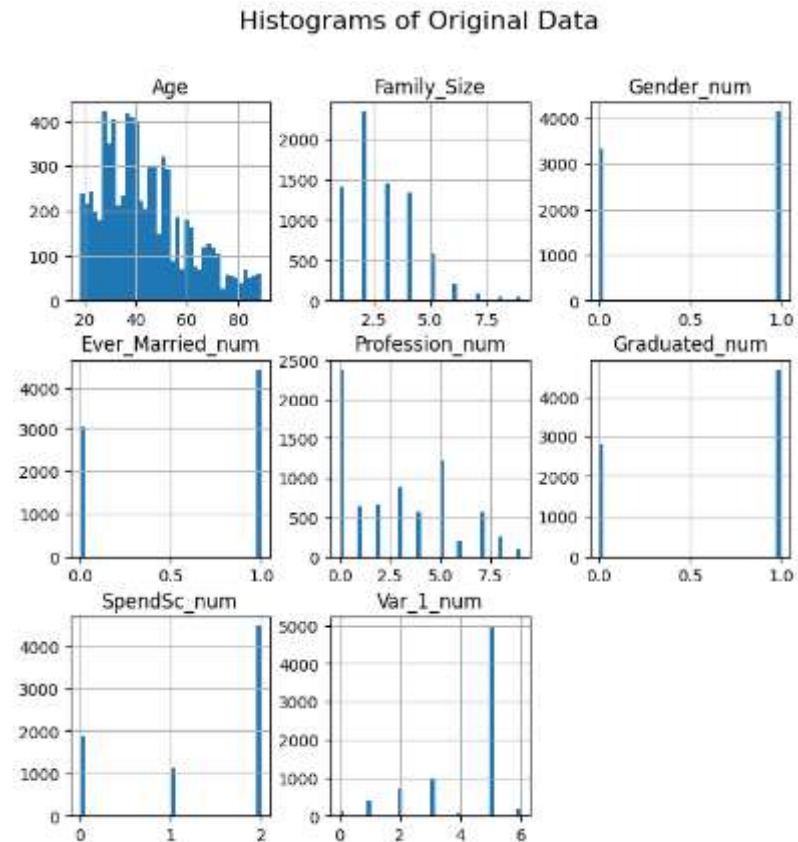 Histograms of Original Data
Age
Family_Size
Gender_num
400
300
200
100
0
20 40 60 80
2000
1500
1000
500
0
2.5 5.0 7.5
4000
3000
2000
1000
0
0.0 0.5 1.0
Ever_Married_num
Profession_num
Graduated_num
4000
3000
2000
1000
0
0.0 0.5 1.0
2500
2000
1500
1000
500
0
0.0 2.5 5.0 7.5
4000
3000
2000
1000
0
0.0 0.5 1.0
SpendSc_num
Var_1_num
4000
3000
2000
1000
0
0 1 2
5000
4000
3000
2000
1000
0
0 2 4 6